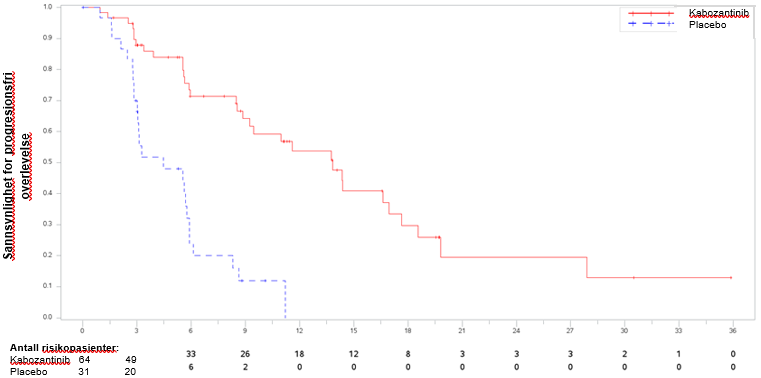 Kabozantinib
Placebo
Sannsynlighet for progresjonsfri
overlevelse
1.0
0.9
0.8
0.7
0.6
0.5
0.4
0.3
0.2
0.1
0.0
0 3 6 9 12 15 18 21 24 27 30 33 36
Antall risikopasienter:
Kabozantinib 64 49 33 26 18 12 8 3 3 3 2 1 0
Placebo 31 20 6 2 0 0 0 0 0 0 0 0 0